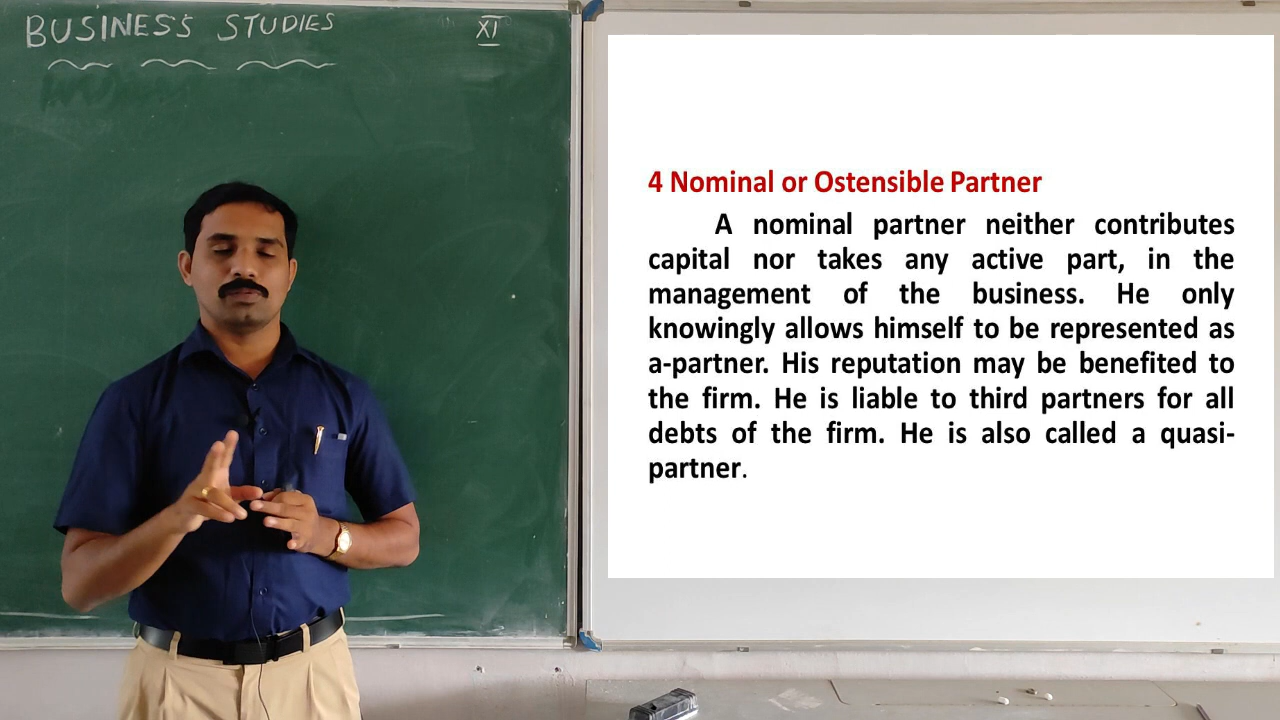 BUSINESS STUDIES
XI
4 Nominal or Ostensible Partner
A nominal partner neither contributes
capital nor takes any active part, in the
management of the business. He only
knowingly allows himself to be represented as
a-partner. His reputation may be benefited to
the firm. He is liable to third partners for all
debts of the firm. He is also called a quasi-
partner.